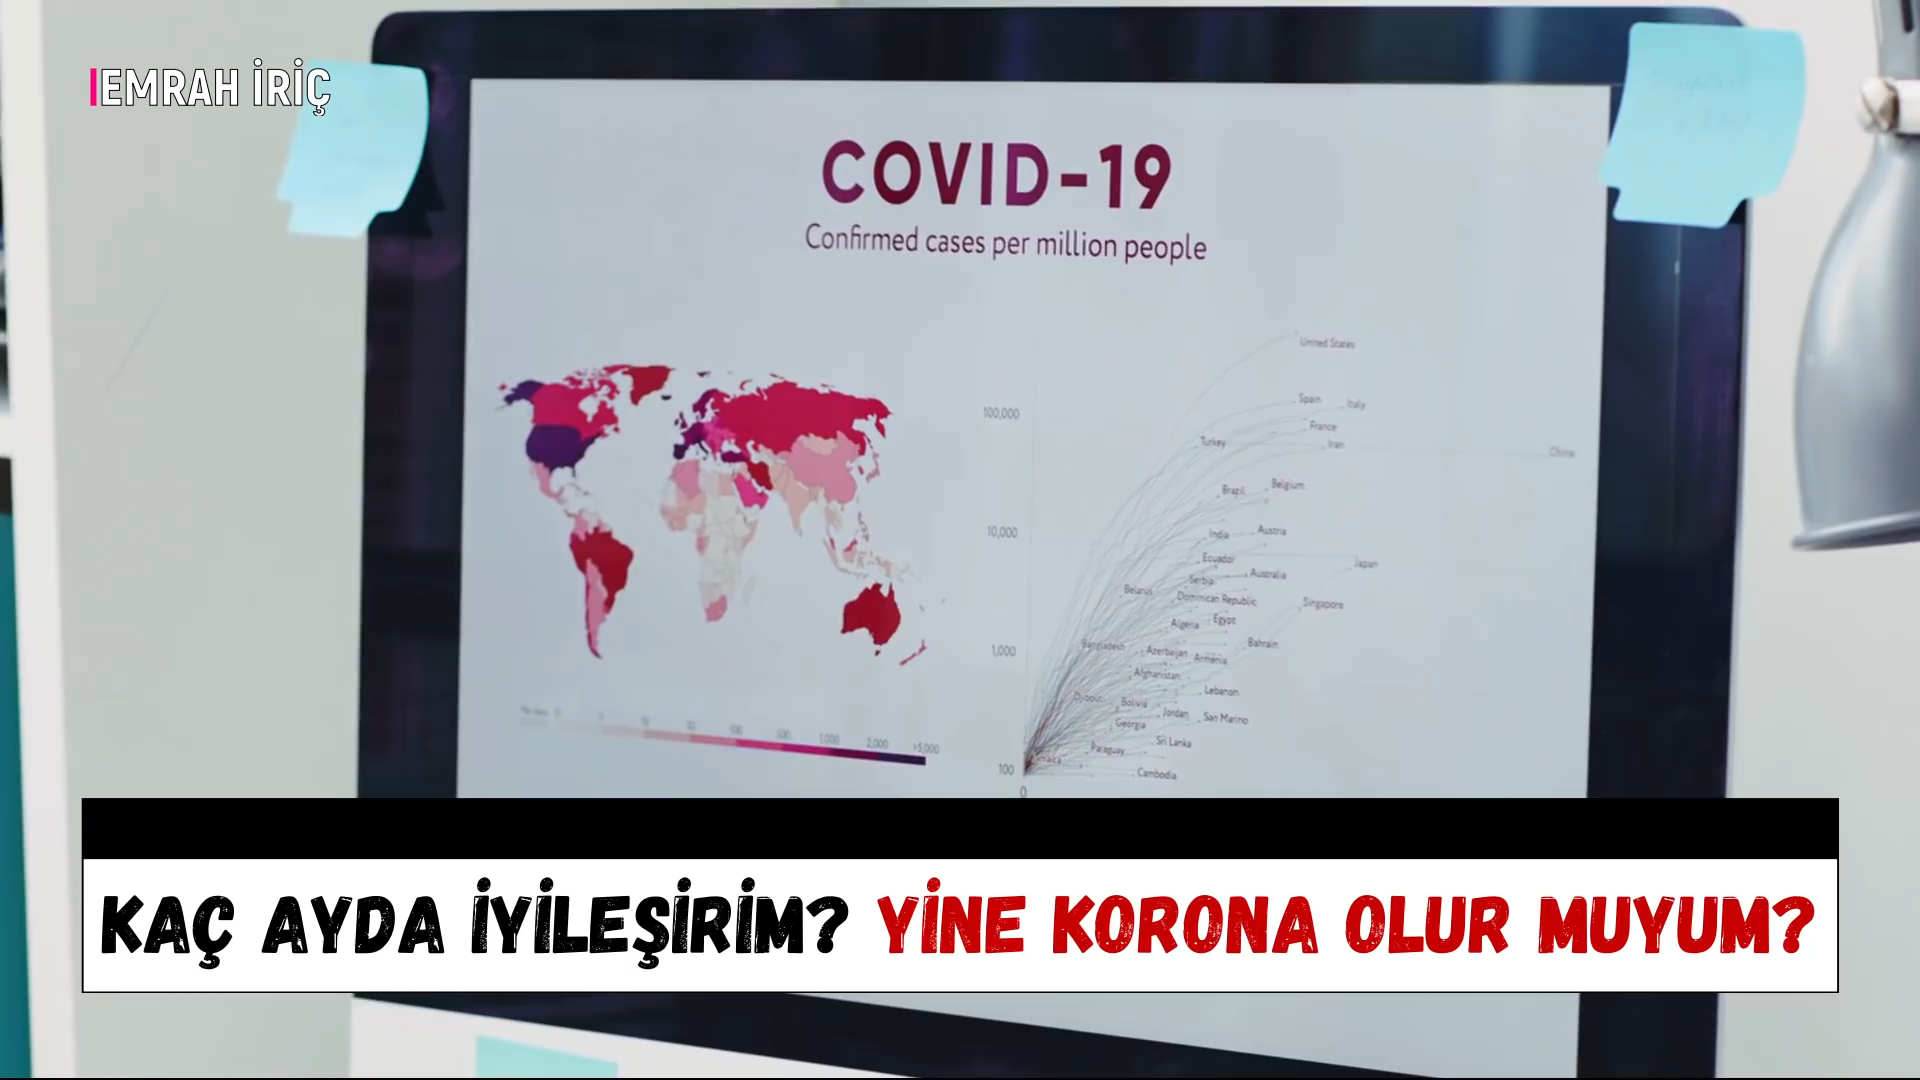 EMRAH İRİÇ
COVID-19
Confirmed cases per million people
United States
Spain
Italy
100,000
France
Turkey
Iran
China
Belgium
Brazil
Austria
10,000
India
Ecuador
Japan
Australia
Serbia
Belarus
Dominican Republic
Singapore
Egypt
Algeria
Bangladesh
Bahrain
1,000
Azerbaijan
Armenia
Afghanistan
Lebanon
Bolivia
Jordan
San Marino
Georgia
Sri Lanka
1,000
2,000
>5,000
Paraguay
100
Cambodia
0
KAÇ AYDA İYİLEŞİRİM? YİNE KORONA OLUR MUYUM?